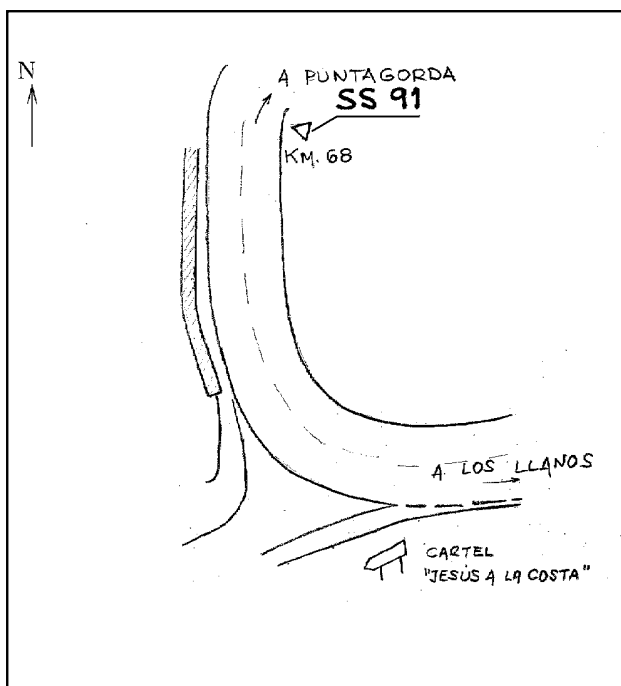 N
A PUNTAGORDA
SS 91
KM. 68
A LOS LLANOS
CARTEL
"JESÚS A LA COSTA"